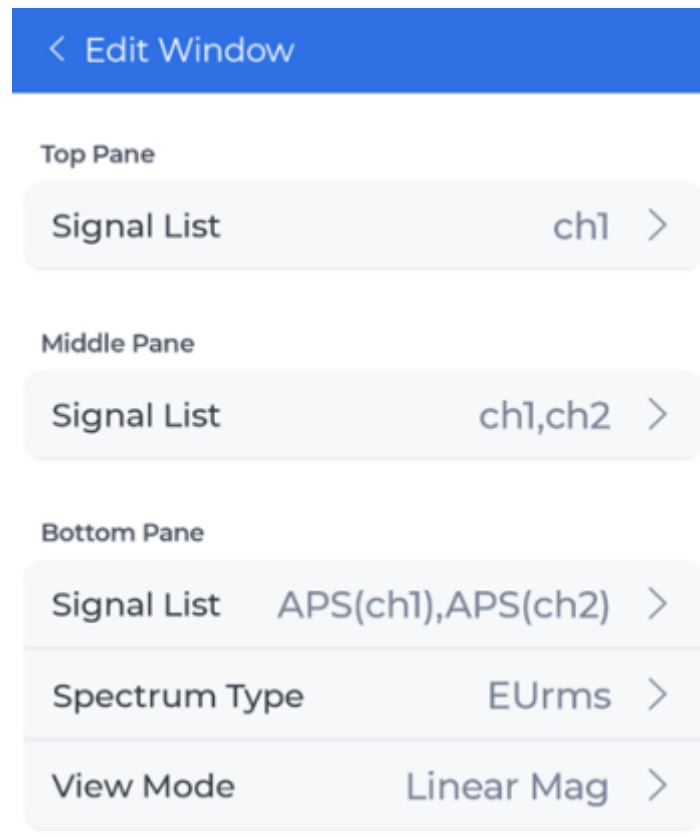 Edit Window
Top Pane
Signal List ch1
Middle Pane
Signal List ch1,ch2
Bottom Pane
Signal List APS(ch1),APS(ch2)
Spectrum Type EUrms
View Mode Linear Mag